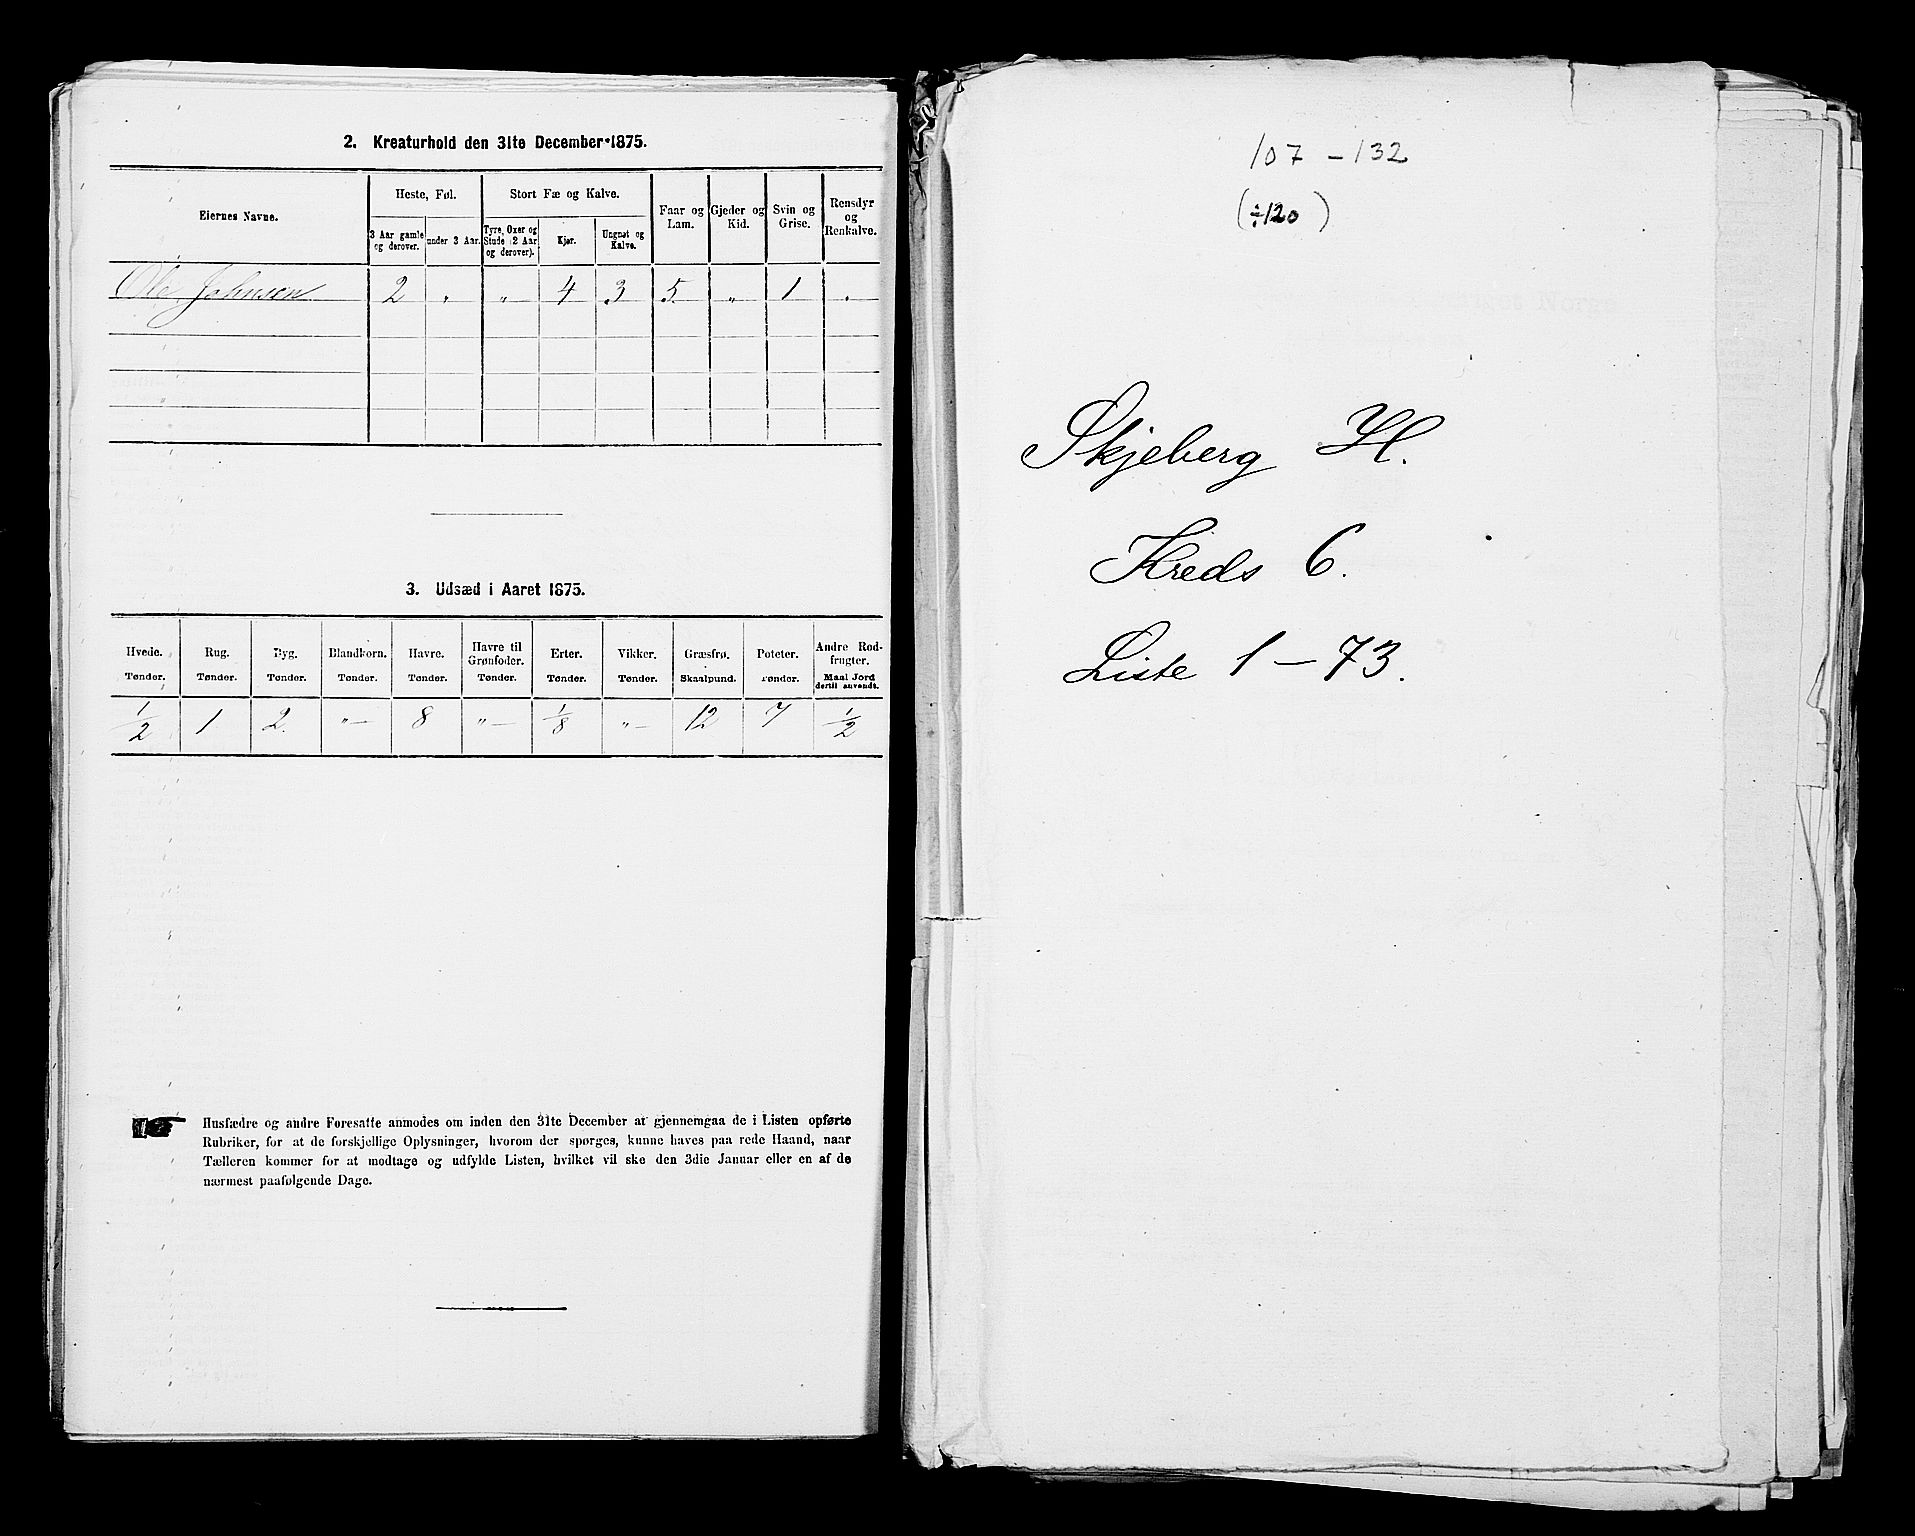 2. Kreaturhold den 31te December 1875.
Eiernes Navne. Heste, Føl. Stort Fæ og Kalve. Faar og Lam. Gjeder og Kid. Svin og Grise. Rensdyr og Renkalve.
3 Aar gamle og derover. under 3 Aar. Tyre, Oxer og Stude (2 Aar og derover). Kjør. Ungnøt og Kalve.
Ole Johnsen 2 " " 4 3 5 " 1 "
3. Udsæd i Aaret 1875.
Hvede. Rug. Byg. Blandkorn. Havre. Havre til Grønfoder. Erter. Vikker. Græsfrø. Poteter. Andre Rodfrugter.
Tønder. Tønder. Tønder. Tønder. Tønder. Tønder. Tønder. Tønder. Skaalpund. Tønder. Maal Jord dertil anvendt.
1/2 1 2 "- 8 "- 1/8 "- 12 7 1/2
Husfædre og andre Foresatte anmodes om inden den 31te December at gjennemgaa de i Listen opførte
Rubriker, for at de forskjellige Oplysninger, hvorom der spørges, kunne haves paa rede Haand, naar
Tælleren kommer for at modtage og udfylde Listen, hvilket vil ske den 3die Januar eller en af de
nærmest paafølgende Dage.
107 - 132
(÷120)
Skjeberg H.
Kreds 6.
Liste 1 - 73.